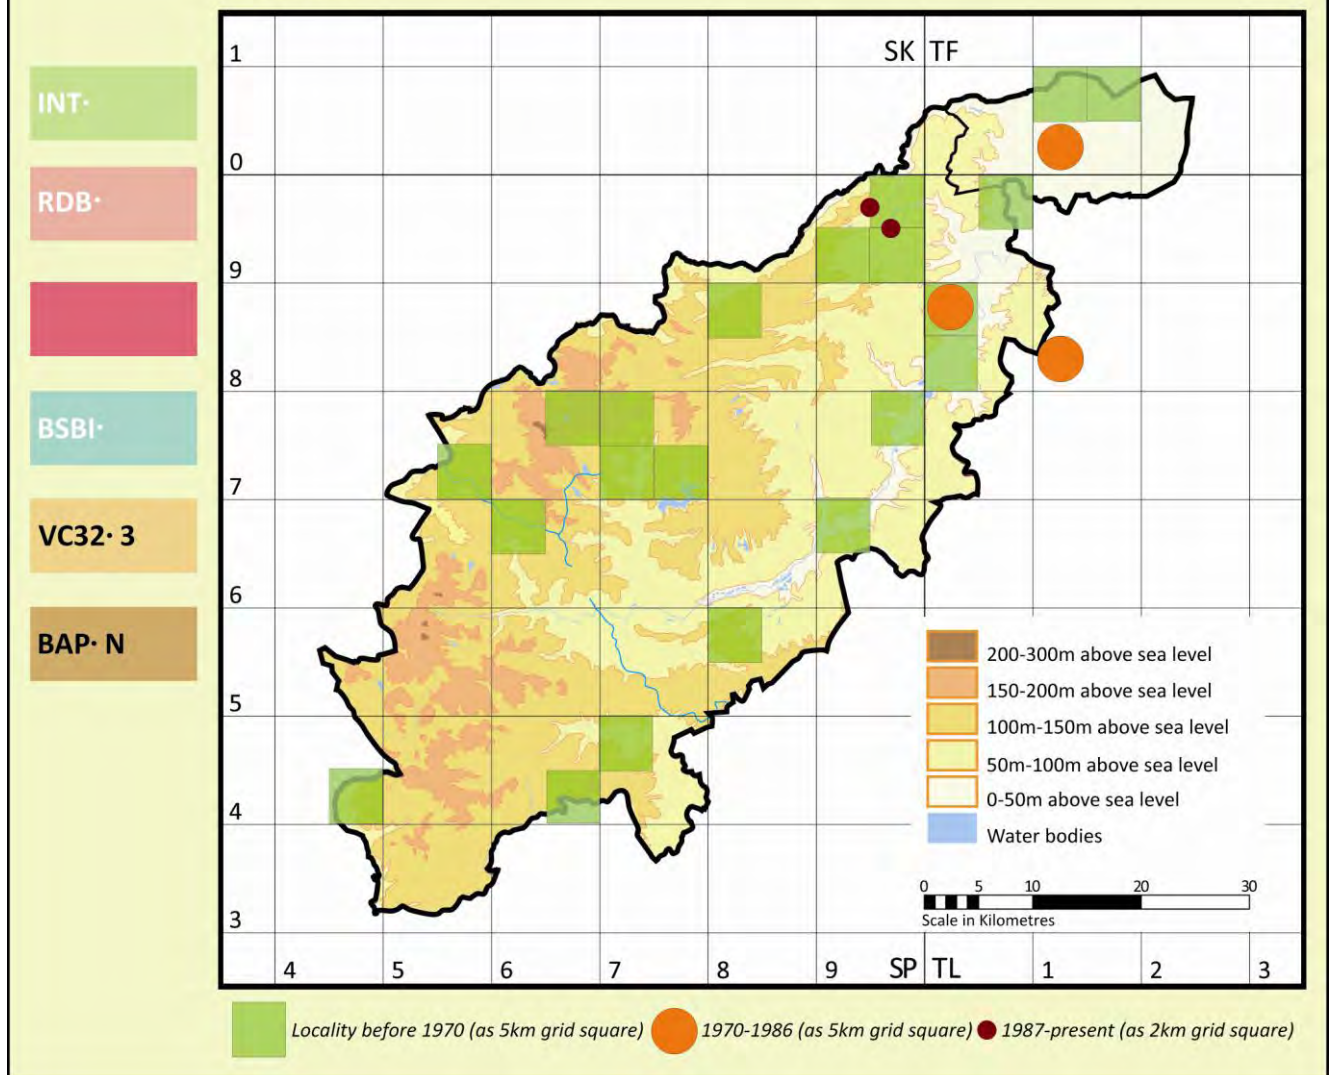 INT·
RDB·
BSBI·
VC32· 3
BAP· N
SK TF
1
0
9
8
7
6
5
4
3
4 5 6 7 8 9 SP TL 1 2 3
200-300m above sea level
150-200m above sea level
100m-150m above sea level
50m-100m above sea level
0-50m above sea level
Water bodies
0 5 10 20 30
Scale in Kilometres
Locality before 1970 (as 5km grid square) 1970-1986 (as 5km grid square) 1987-present (as 2km grid square)